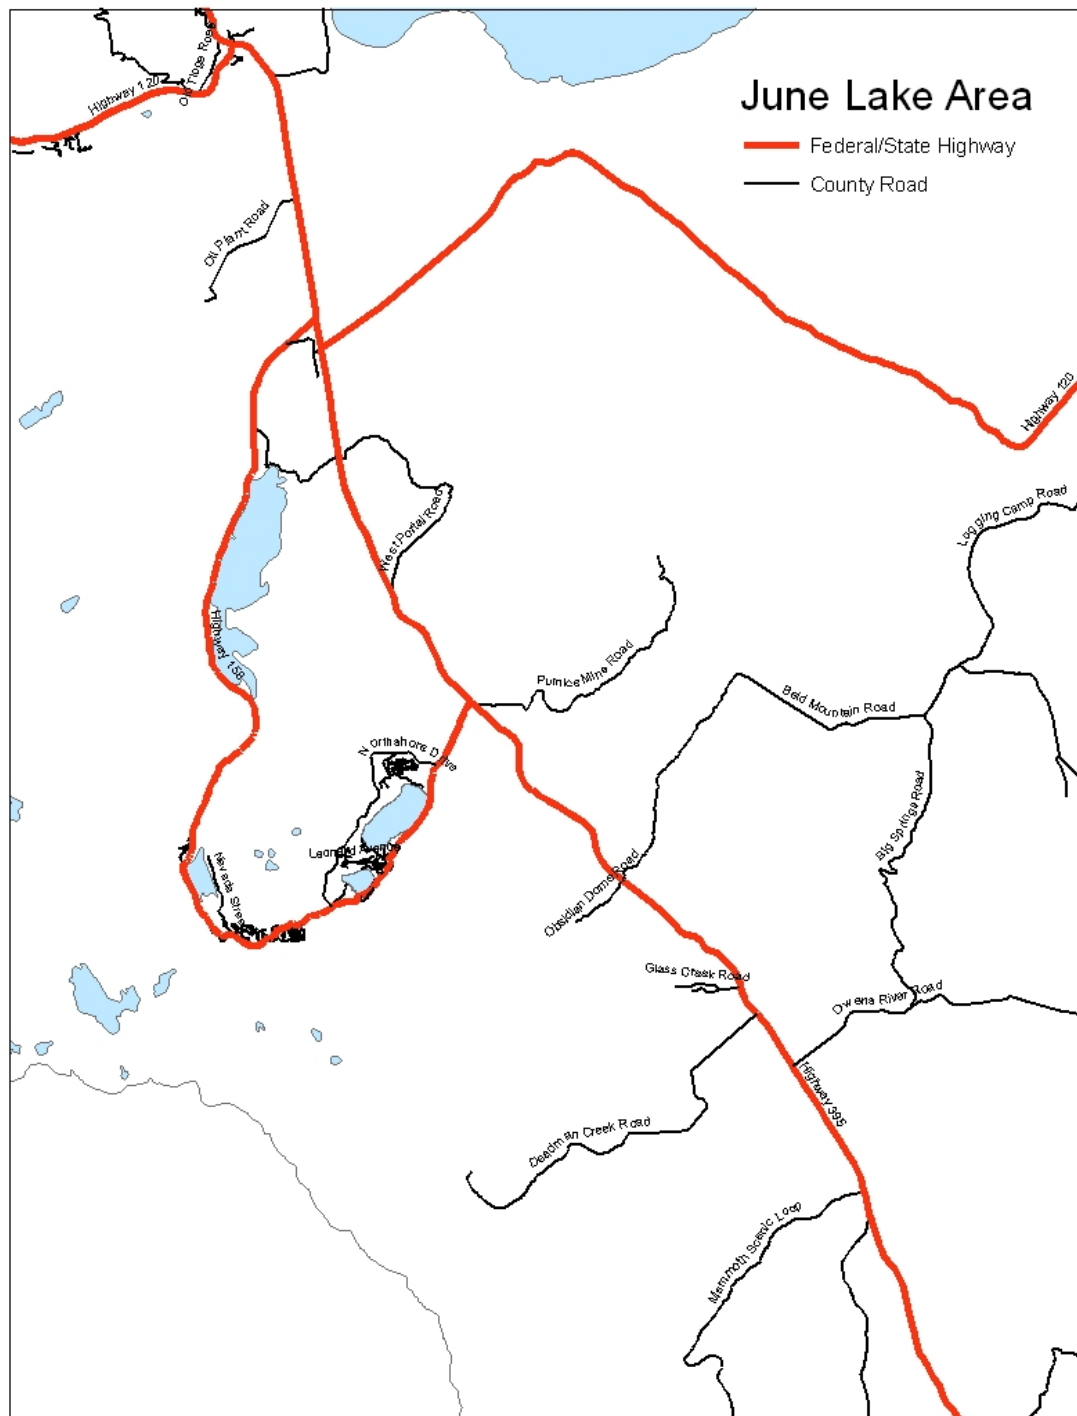 June Lake Area
Federal/State Highway
County Road
Old Tioga Road
Highway 120
Oil Plant Road
Highway 120
West Portal Road
Logging Camp Road
Highway 158
Pumice Mine Road
Bald Mountain Road
Northshore Drive
Big Springs Road
Leonard Avenue
Nevada Street
Obsidian Dome Road
Glass Creek Road
Owens River Road
Highway 395
Deadman Creek Road
Mammoth Scenic Loop